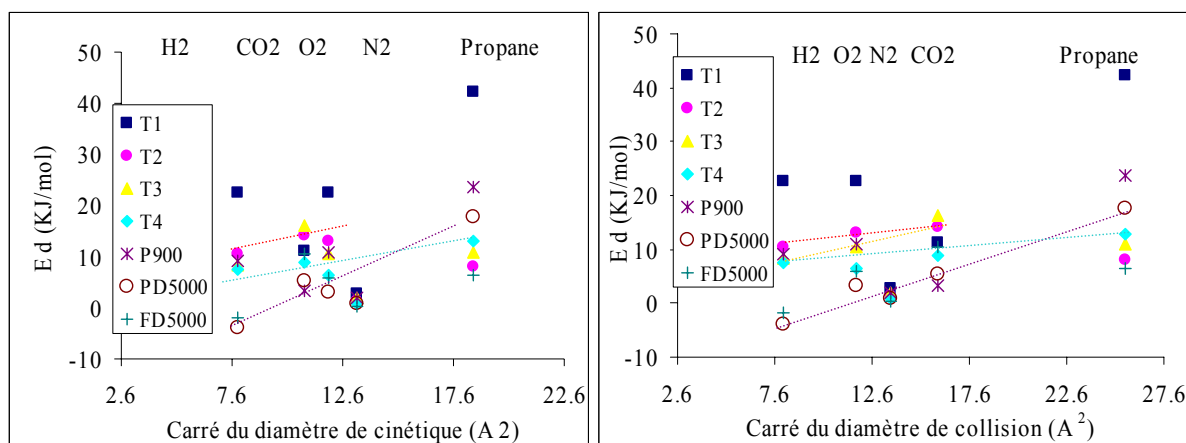 H2 CO2 O2 N2 Propane
50
40
30
20
10
0
-10
E d (KJ/mol)
T1
T2
T3
T4
P900
PD5000
FD5000
2.6 7.6 12.6 17.6 22.6
Carré du diamètre de cinétique (A 2)
H2 O2 N2 CO2 Propane
50
40
30
20
10
0
-10
E d (KJ/mol)
T1
T2
T3
T4
P900
PD5000
FD5000
2.6 7.6 12.6 17.6 22.6 27.6
Carré du diamètre de collision (A ²)